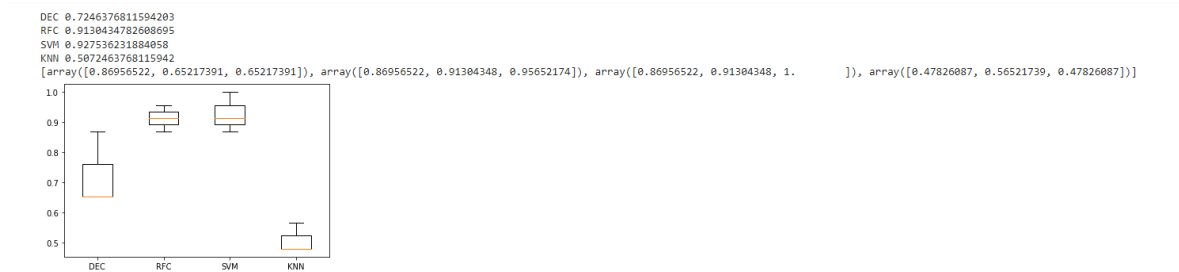 DEC 0.7246376811594203
RFC 0.9130434782608695
SVM 0.927536231884058
KNN 0.5072463768115942
[array([0.86956522, 0.65217391, 0.65217391]), array([0.86956522, 0.91304348, 0.95652174]), array([0.86956522, 0.91304348, 1.        ]), array([0.47826087, 0.56521739, 0.47826087])]
1.0
0.9
0.8
0.7
0.6
0.5
DEC RFC SVM KNN